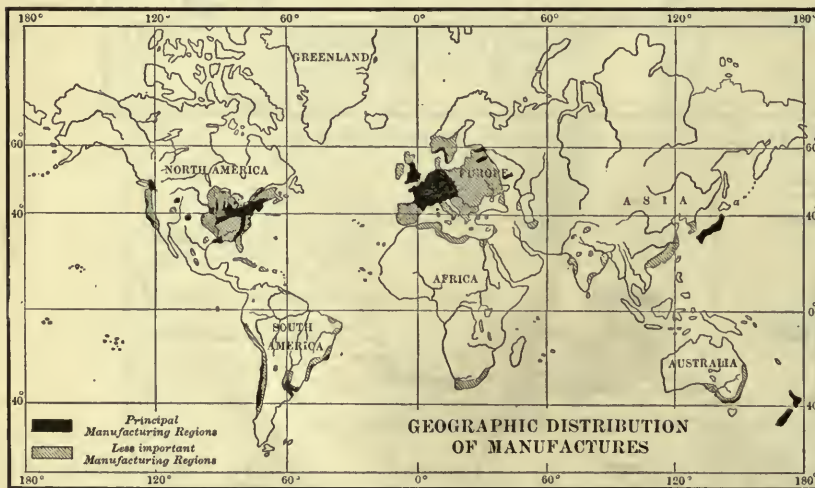 180° 120° 60° 0° 60° 120° 180°
GREENLAND
60° 60°
NORTH AMERICA EUROPE
ASIA
40° 40°
AFRICA
0° 0°
SOUTH
AMERICA
AUSTRALIA
40° 40°
Principal
Manufacturing Regions
Less important
Manufacturing Regions
GEOGRAPHIC DISTRIBUTION
OF MANUFACTURES
180° 120° 60° 0° 60° 120° 180°